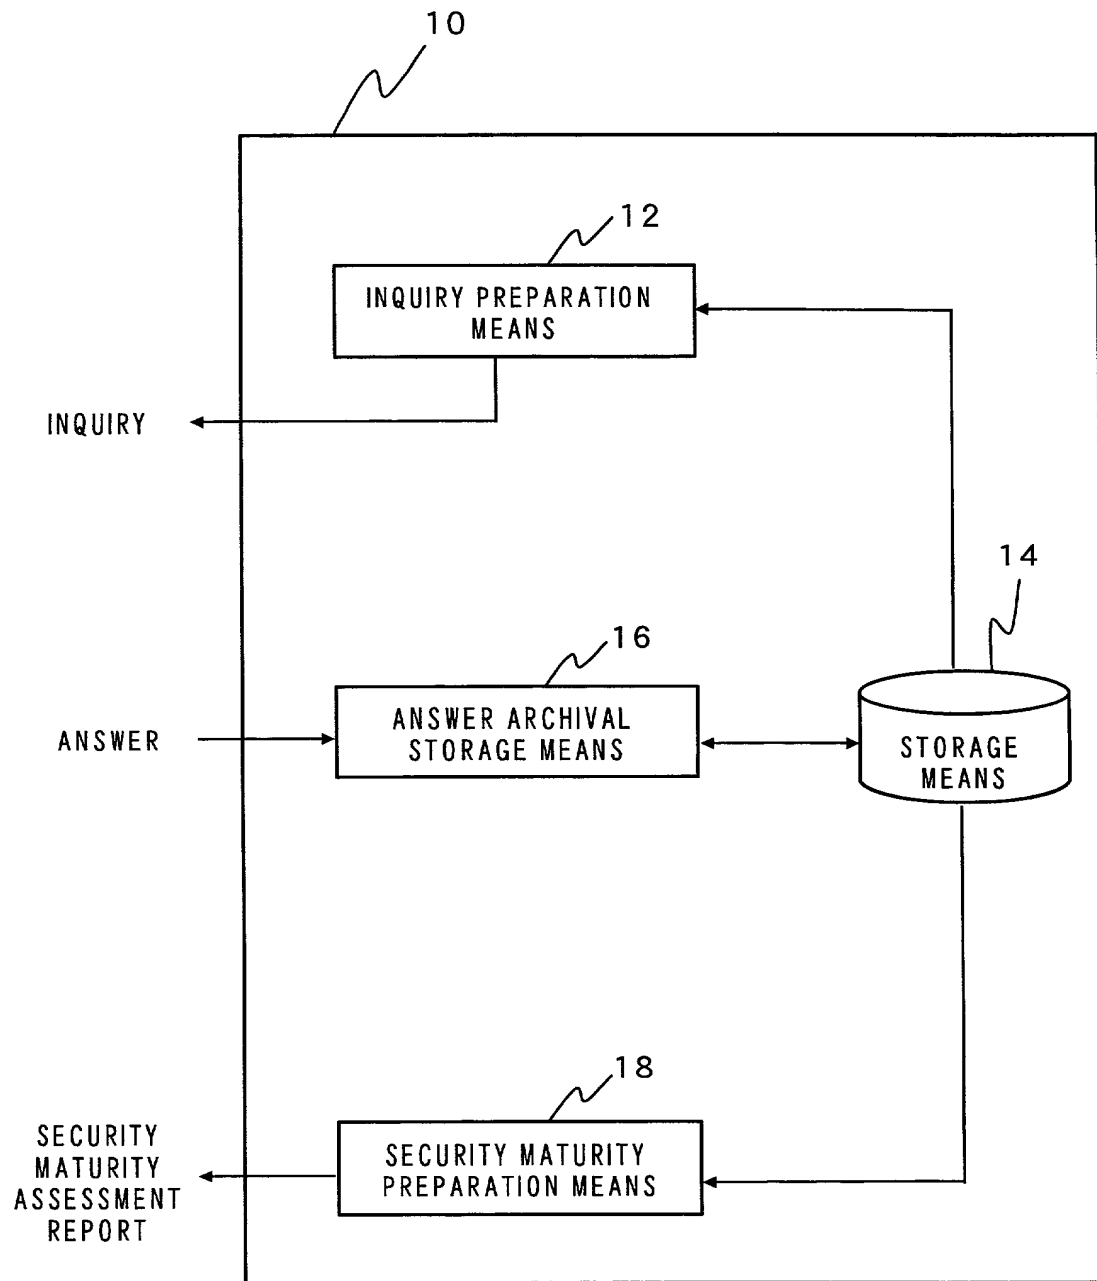 10
12
INQUIRY PREPARATION
MEANS
INQUIRY
14
16
ANSWER ARCHIVAL
STORAGE MEANS
ANSWER
STORAGE
MEANS
18
SECURITY MATURITY
PREPARATION MEANS
SECURITY
MATURITY
ASSESSMENT
REPORT